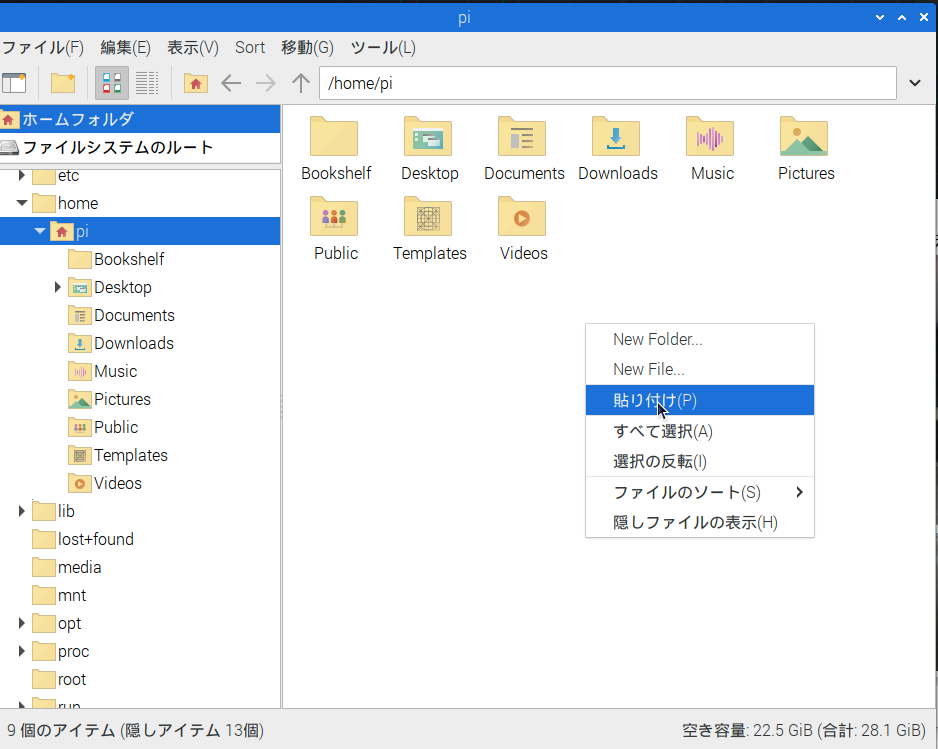 pi
ファイル(F) 編集(E) 表示(V) Sort 移動(G) ツール(L)
/home/pi
ホームフォルダ
ファイルシステムのルート
etc
home
pi
Bookshelf
Desktop
Documents
Downloads
Music
Pictures
Public
Templates
Videos
lib
lost+found
media
mnt
opt
proc
root
run
Bookshelf Desktop Documents Downloads Music Pictures
Public Templates Videos
New Folder...
New File...
貼り付け(P)
すべて選択(A)
選択の反転(I)
ファイルのソート(S)
隠しファイルの表示(H)
9 個のアイテム (隠しアイテム 13個) 空き容量: 22.5 GiB (合計: 28.1 GiB)